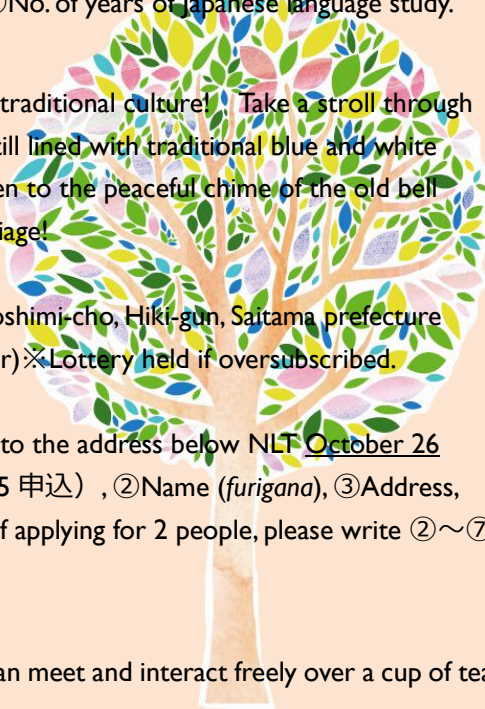 No. of years of Japanese language study.
traditional culture! Take a stroll through
till lined with traditional blue and white
en to the peaceful chime of the old bell
iage!
oshimi-cho, Hiki-gun, Saitama prefecture
r)※Lottery held if oversubscribed.
to the address below NLT October 26
5 申込）, ②Name (furigana), ③Address,
f applying for 2 people, please write ②～⑦
an meet and interact freely over a cup of tea